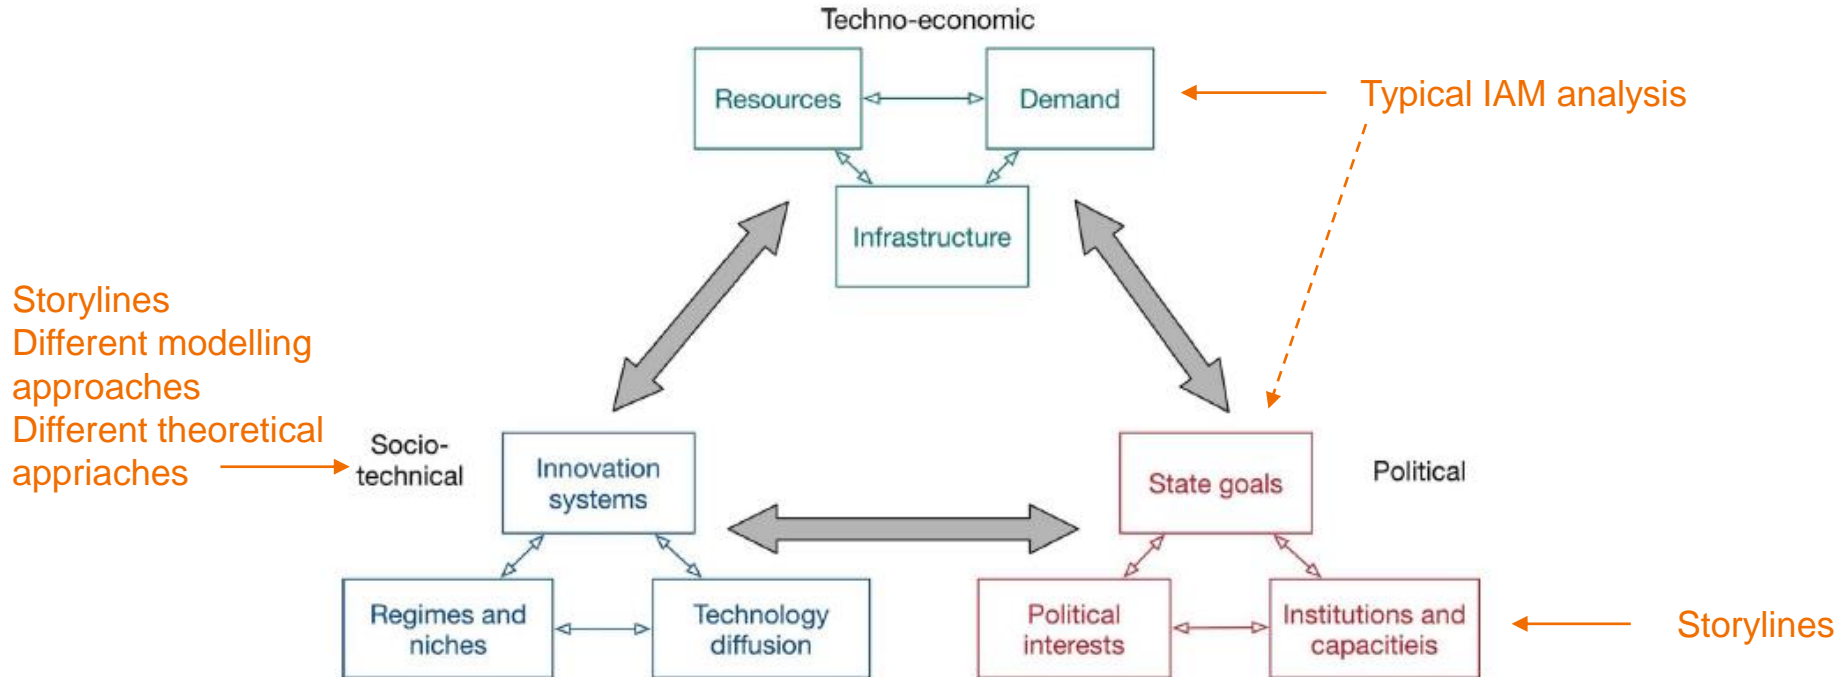 Techno-economic
Resources
Demand
Typical IAM analysis
Infrastructure
Storylines
Different modelling
approaches
Different theoretical
appriaches
Socio-
technical
Innovation
systems
State goals
Political
Regimes and
niches
Technology
diffusion
Political
interests
Institutions and
capacitieis
Storylines